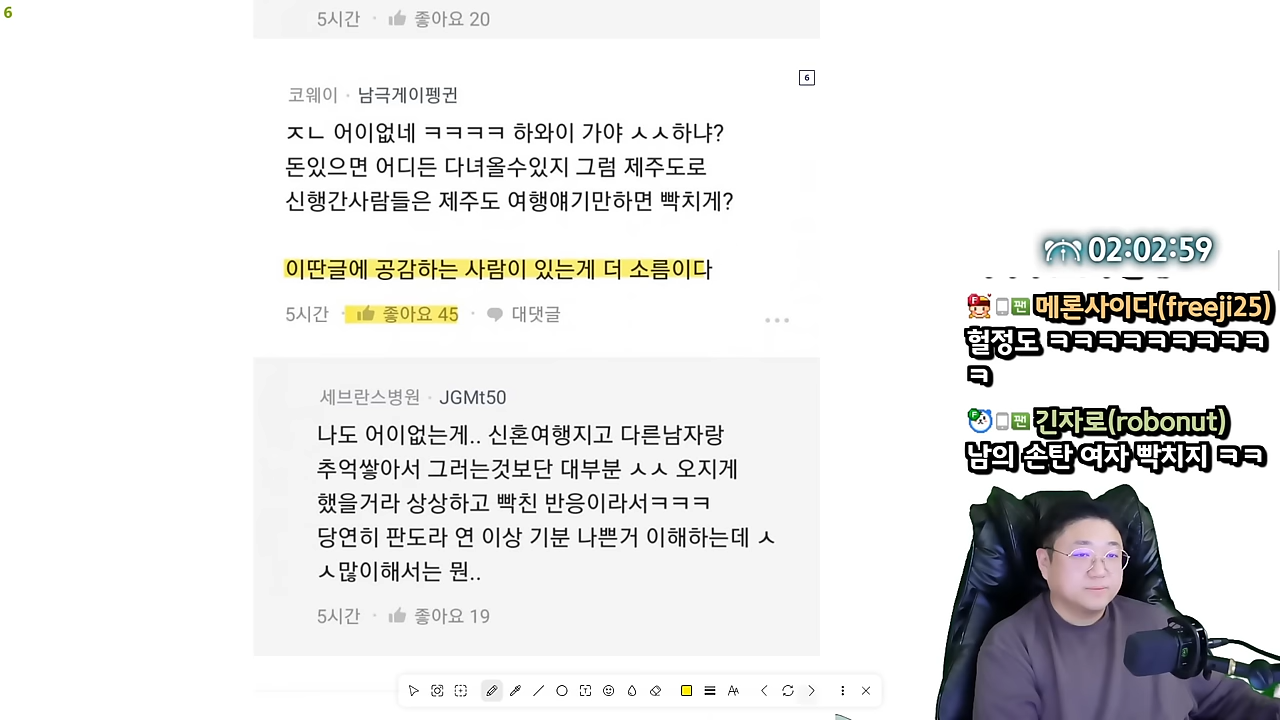 6
5시간 · 좋아요 20
6
코웨이 · 남극게이펭귄
ㅈㄴ 어이없네 ㅋㅋㅋㅋ 하와이 가야 ㅅㅅ하냐?
돈있으면 어디든 다녀올수있지 그럼 제주도로
신행간사람들은 제주도 여행얘기만하면 빡치게?
이딴글에 공감하는 사람이 있는게 더 소름이다
5시간 · 좋아요 45 · 대댓글
세브란스병원 · JGMt50
나도 어이없는게.. 신혼여행지고 다른남자랑
추억쌓아서 그러는것보단 대부분 ㅅㅅ 오지게
했을거라 상상하고 빡친 반응이라서ㅋㅋㅋ
당연히 판도라 연 이상 기분 나쁜거 이해하는데 ㅅ
ㅅ많이해서는 뭔..
5시간 · 좋아요 19
02:02:59
F 팬 메론사이다(freeji25)
헐정도 ㅋㅋㅋㅋㅋㅋㅋㅋㅋ
ㅋ
F 팬 긴자로(robonut)
남의 손탄 여자 빡치지 ㅋㅋ